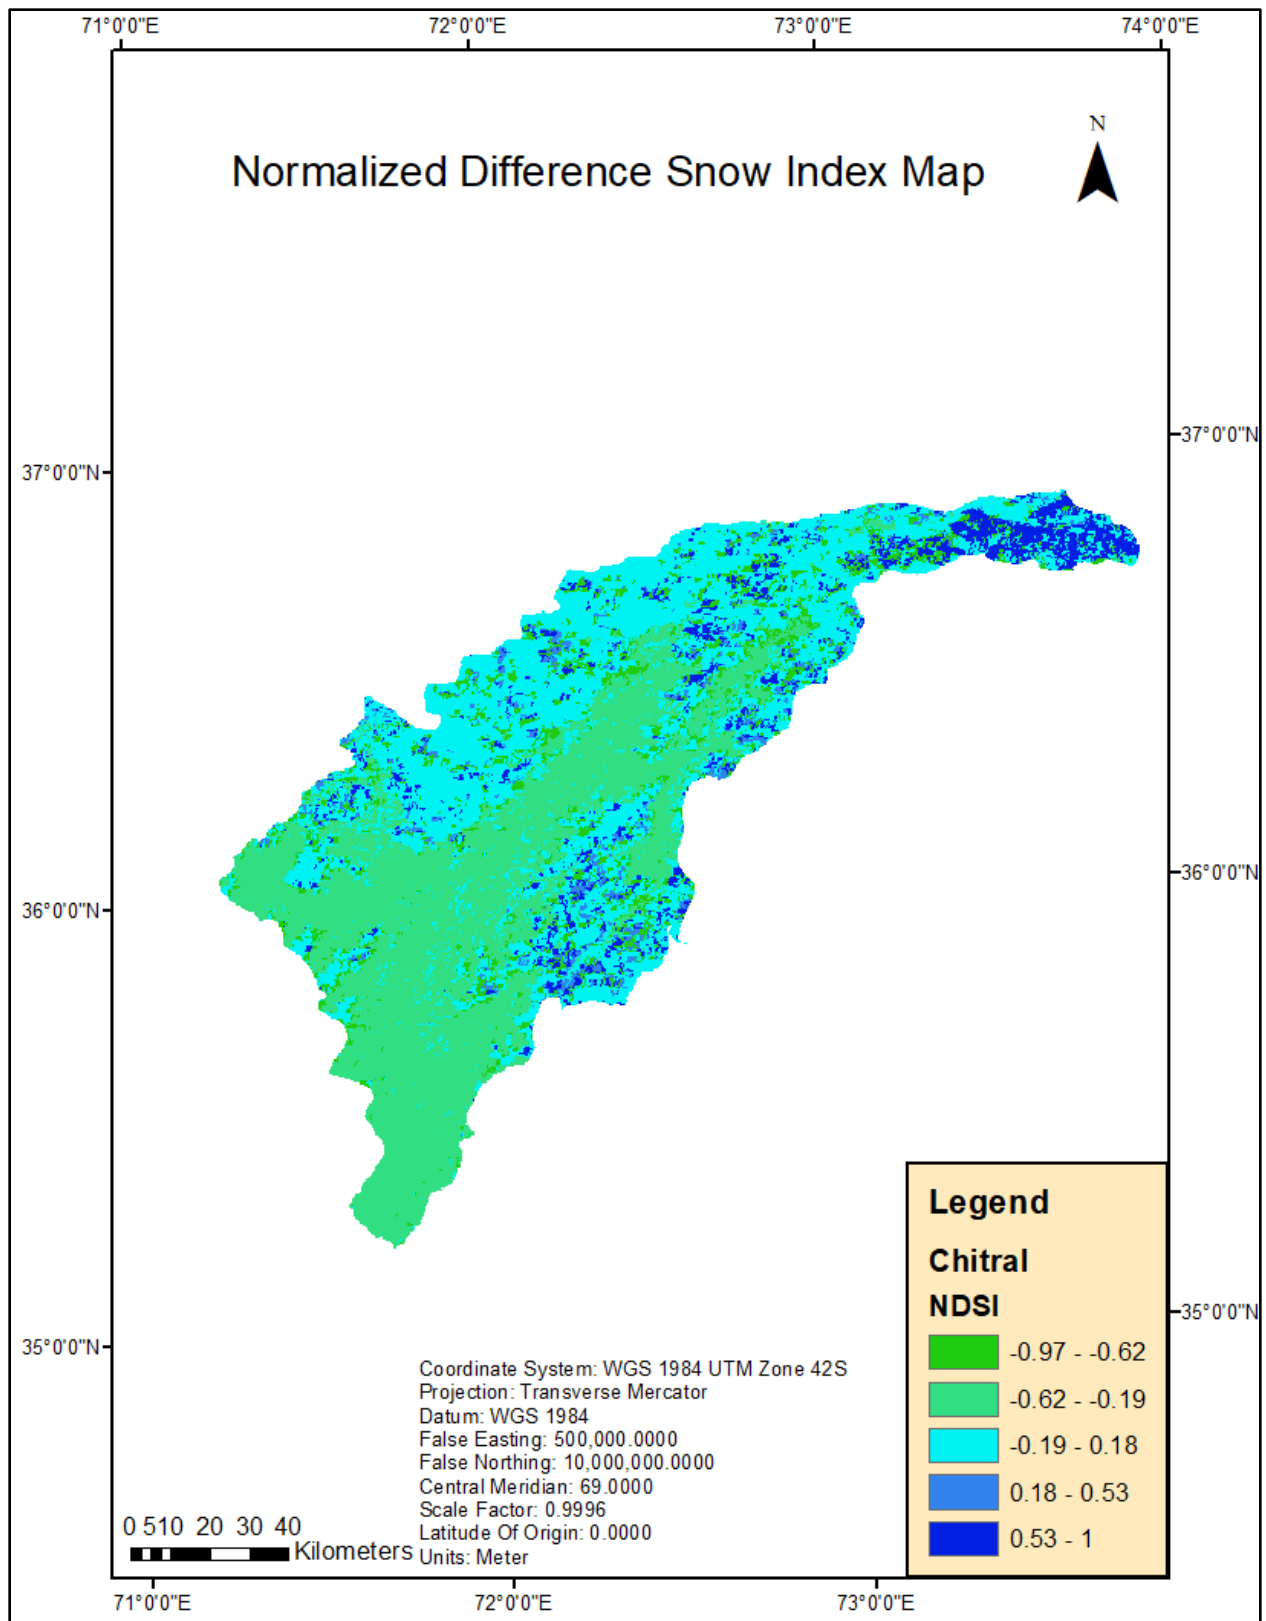 71°0'0"E 72°0'0"E 73°0'0"E 74°0'0"E
N
Normalized Difference Snow Index Map
37°0'0"N
37°0'0"N
36°0'0"N
36°0'0"N
35°0'0"N
35°0'0"N
Legend
Chitral
NDSI
-0.97 - -0.62
-0.62 - -0.19
-0.19 - 0.18
0.18 - 0.53
0.53 - 1
Coordinate System: WGS 1984 UTM Zone 42S
Projection: Transverse Mercator
Datum: WGS 1984
False Easting: 500,000.0000
False Northing: 10,000,000.0000
Central Meridian: 69.0000
Scale Factor: 0.9996
Latitude Of Origin: 0.0000
Units: Meter
0 5 10 20 30 40
Kilometers
71°0'0"E 72°0'0"E 73°0'0"E